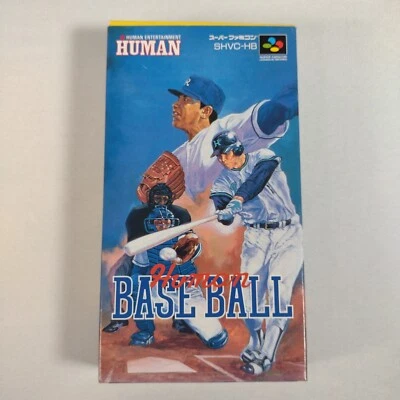 HUMAN ENTERTAINMENT
HUMAN
スーパーファミコン
SHVC-HB
R
K
Human
BASE BALL